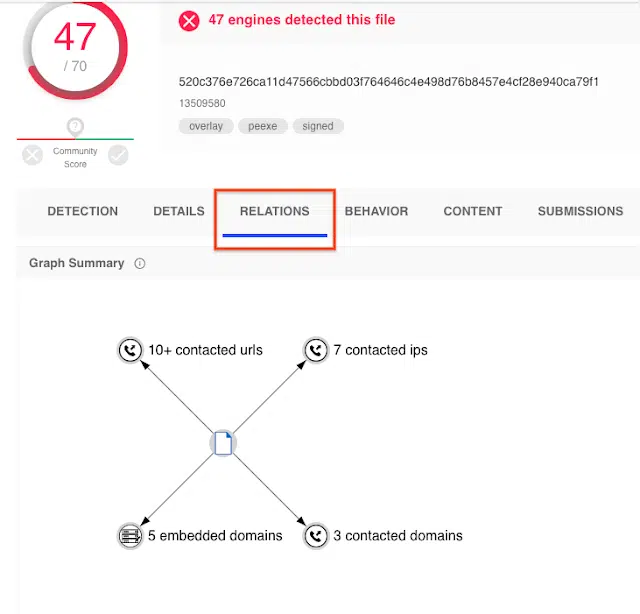 47
/ 70
47 engines detected this file
520c376e726ca11d47566cbbd03f764646c4e498d76b8457e4cf28e940ca79f1
13509580
overlay peexe signed
?
Community
Score
DETECTION DETAILS RELATIONS BEHAVIOR CONTENT SUBMISSIONS
Graph Summary
10+ contacted urls
7 contacted ips
5 embedded domains
3 contacted domains